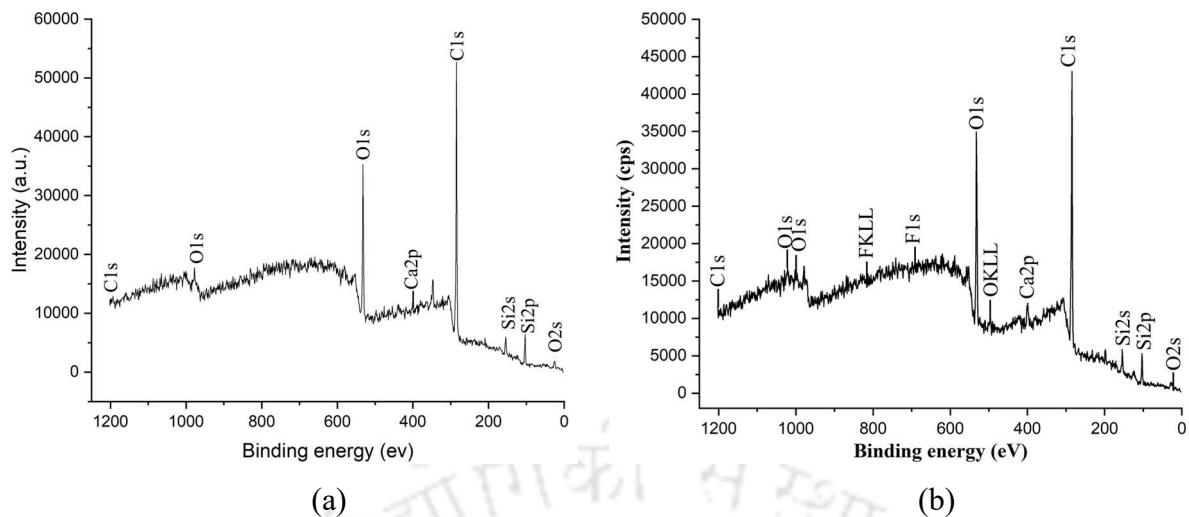 60000
50000
40000
30000
20000
10000
0
Intensity (a.u.)
C1s
O1s
O1s
Ca2p
C1s
Si2s
Si2p
O2s
1200 1000 800 600 400 200 0
Binding energy (ev)
(a)
50000
45000
40000
35000
30000
25000
20000
15000
10000
5000
0
Intensity (cps)
C1s
O1s
O1s
FKLL
F1s
O1s
OKLL
Ca2p
C1s
Si2s
Si2p
O2s
1200 1000 800 600 400 200 0
Binding energy (eV)
(b)